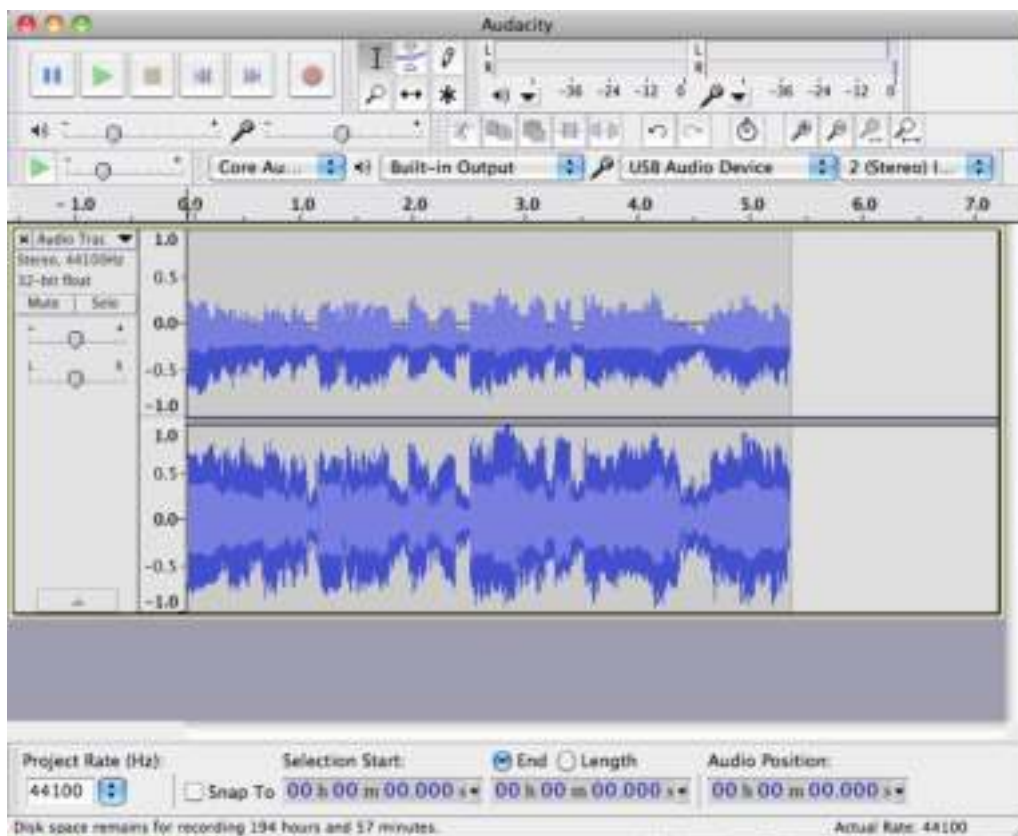 Audacity
L
R
-36 -24 -12 0
L
R
-36 -24 -12 0
Core Au... Built-in Output USB Audio Device 2 (Stereo) I...
- 1.0 0.0 1.0 2.0 3.0 4.0 5.0 6.0 7.0
Audio Trac
Stereo, 44100Hz
32-bit float
Mute Solo
- +
L R
1.0
0.5
0.0
-0.5
-1.0
1.0
0.5
0.0
-0.5
-1.0
Project Rate (Hz): Selection Start: End Length Audio Position:
44100 Snap To 00 h 00 m 00.000 s 00 h 00 m 00.000 s 00 h 00 m 00.000 s
Disk space remains for recording 194 hours and 57 minutes. Actual Rate: 44100